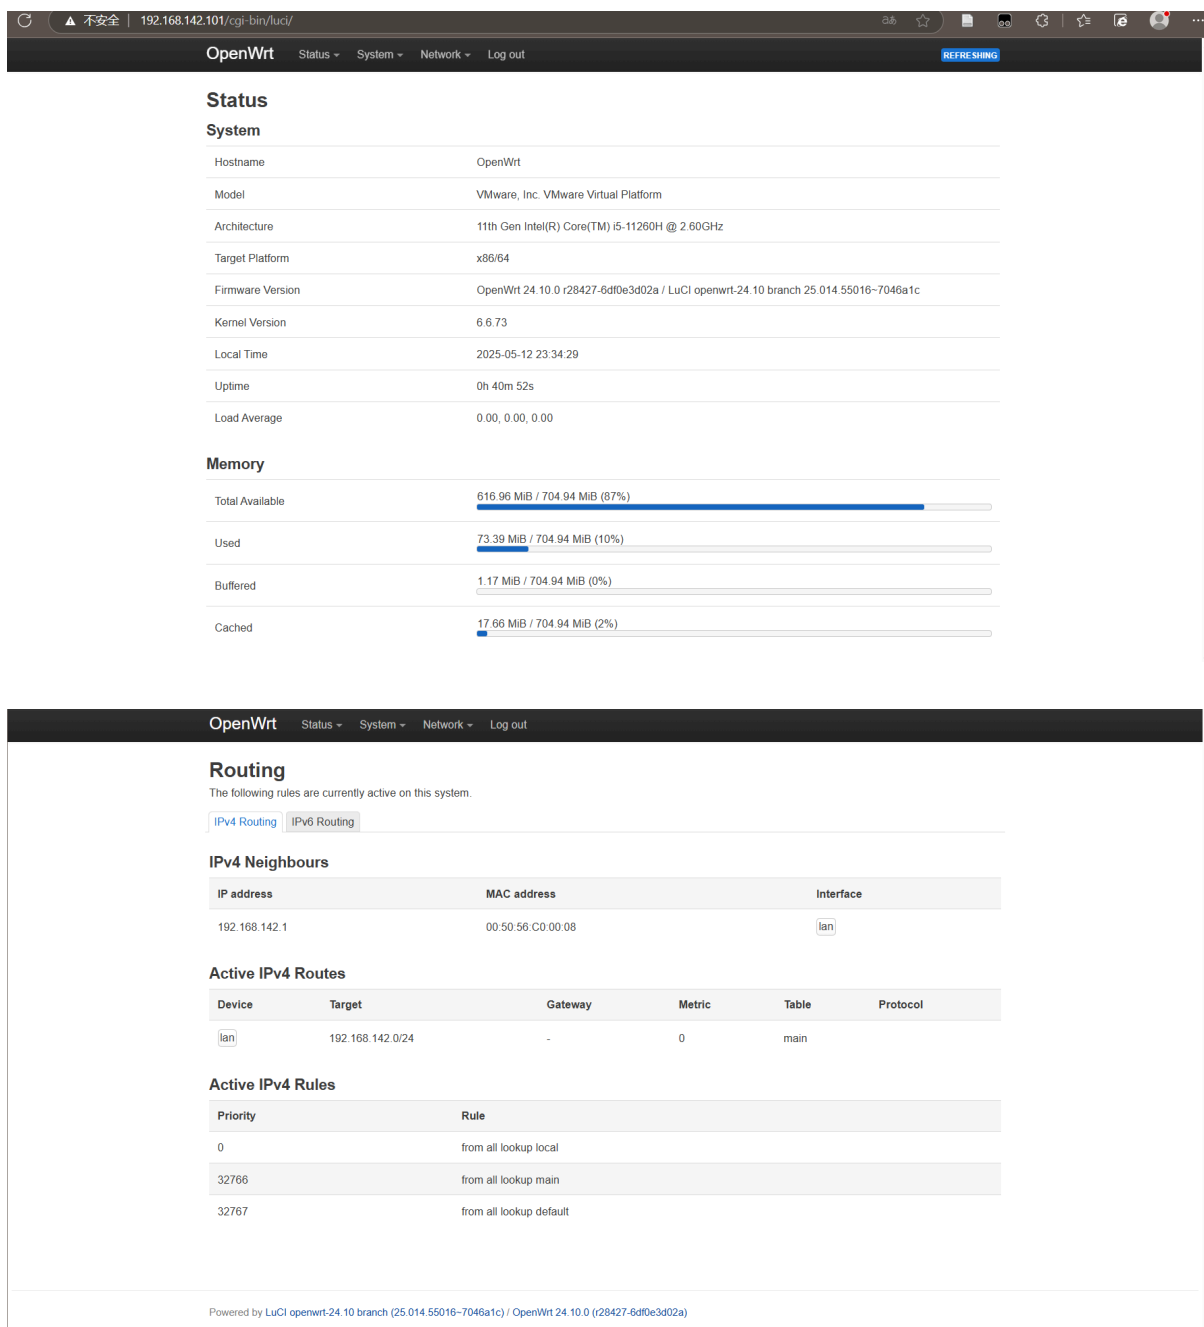 不安全 192.168.142.101/cgi-bin/luci/
OpenWrt Status System Network Log out REFRESHING
Status
System
Hostname OpenWrt
Model VMware, Inc. VMware Virtual Platform
Architecture 11th Gen Intel(R) Core(TM) i5-11260H @ 2.60GHz
Target Platform x86/64
Firmware Version OpenWrt 24.10.0 r28427-6df0e3d02a / LuCI openwrt-24.10 branch 25.014.55016~7046a1c
Kernel Version 6.6.73
Local Time 2025-05-12 23:34:29
Uptime 0h 40m 52s
Load Average 0.00, 0.00, 0.00
Memory
Total Available 616.96 MiB / 704.94 MiB (87%)
Used 73.39 MiB / 704.94 MiB (10%)
Buffered 1.17 MiB / 704.94 MiB (0%)
Cached 17.66 MiB / 704.94 MiB (2%)
OpenWrt Status System Network Log out
Routing
The following rules are currently active on this system.
IPv4 Routing IPv6 Routing
IPv4 Neighbours
IP address MAC address Interface
192.168.142.1 00:50:56:C0:00:08 lan
Active IPv4 Routes
Device Target Gateway Metric Table Protocol
lan 192.168.142.0/24 - 0 main
Active IPv4 Rules
Priority Rule
0 from all lookup local
32766 from all lookup main
32767 from all lookup default
Powered by LuCI openwrt-24.10 branch (25.014.55016~7046a1c) / OpenWrt 24.10.0 (r28427-6df0e3d02a)